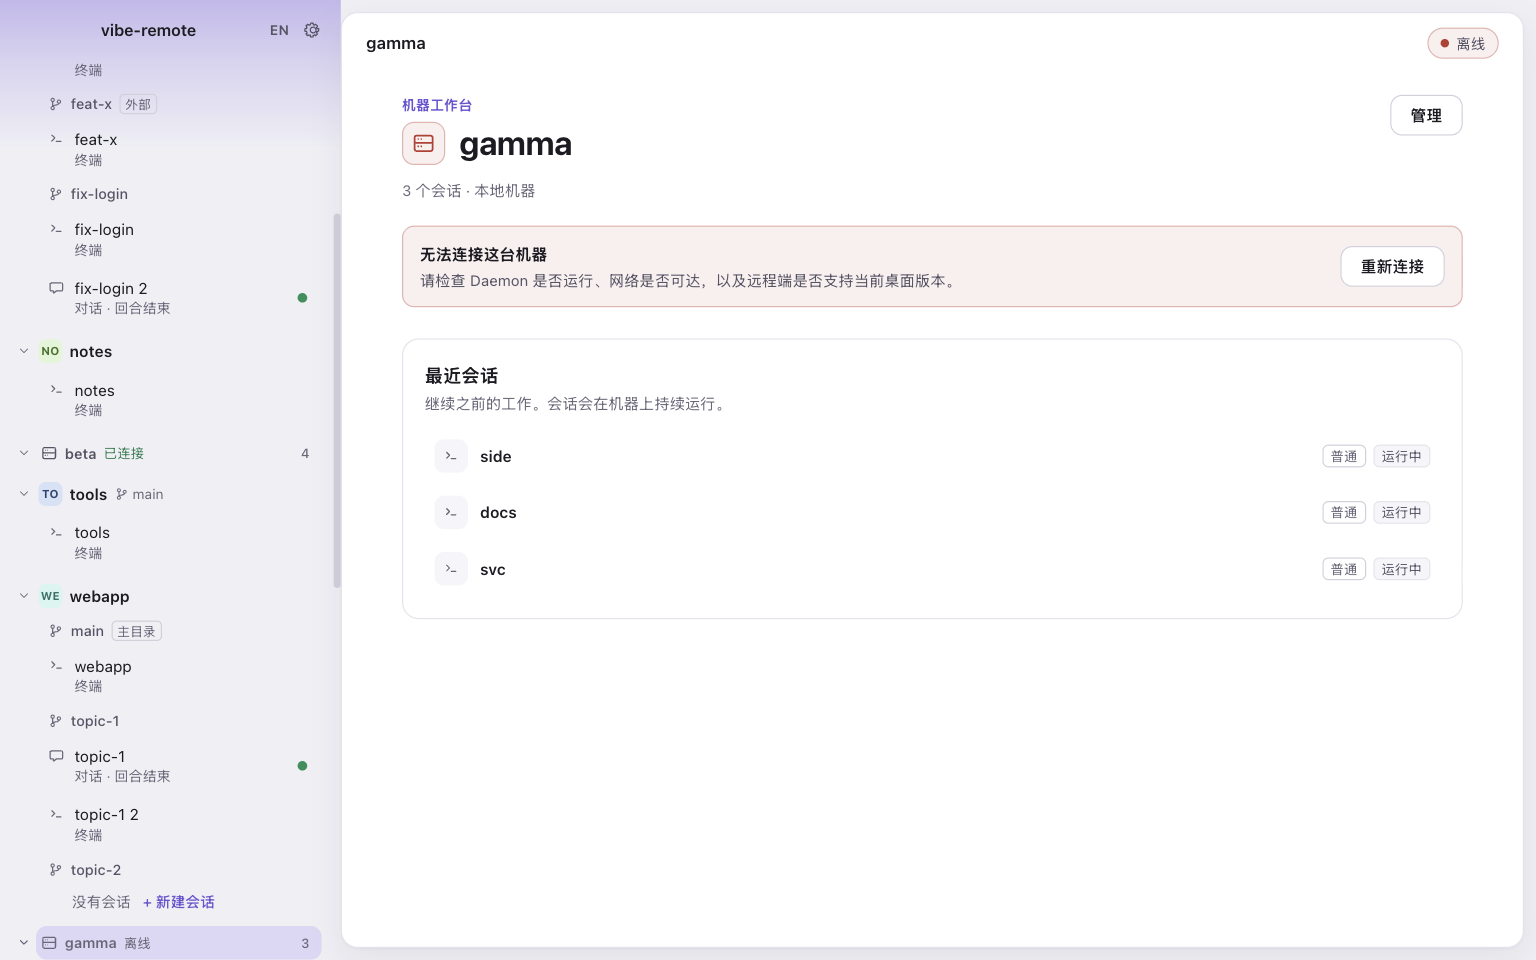 vibe-remote
EN
终端
feat-x 外部
feat-x
终端
fix-login
fix-login
终端
fix-login 2
对话 · 回合结束
NO notes
notes
终端
beta 已连接 4
TO tools main
tools
终端
WE webapp
main 主目录
webapp
终端
topic-1
topic-1
对话 · 回合结束
topic-1 2
终端
topic-2
没有会话 + 新建会话
gamma 离线 3
gamma
离线
机器工作台
管理
gamma
3 个会话 · 本地机器
无法连接这台机器
请检查 Daemon 是否运行、网络是否可达，以及远程端是否支持当前桌面版本。
重新连接
最近会话
继续之前的工作。会话会在机器上持续运行。
side 普通 运行中
docs 普通 运行中
svc 普通 运行中